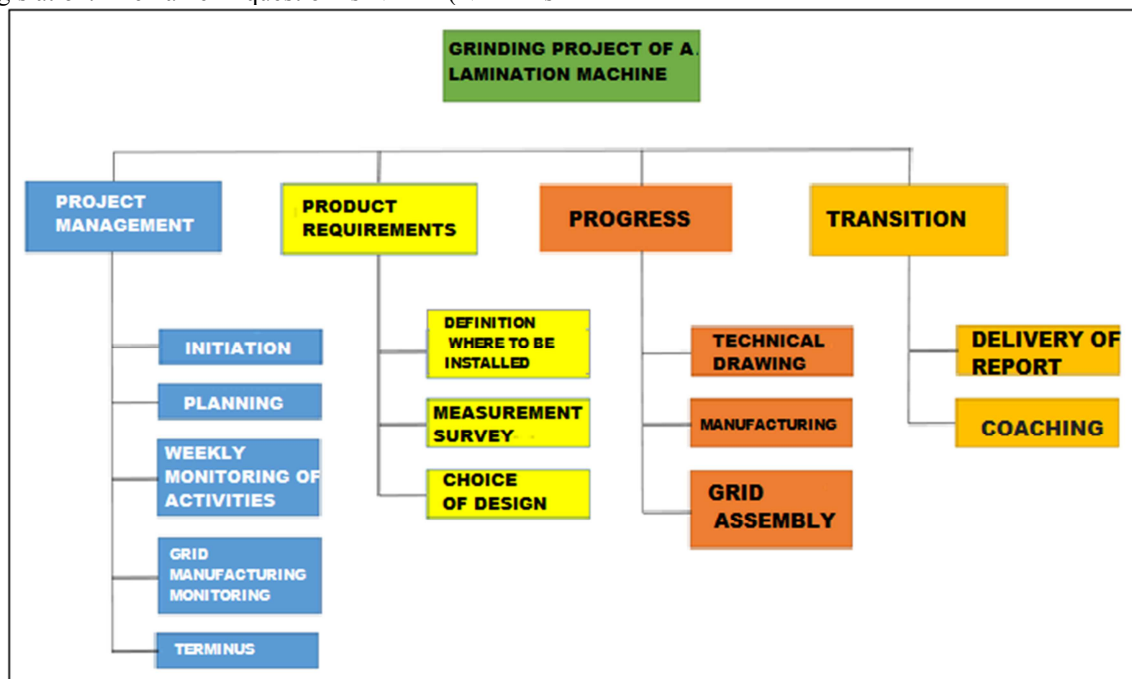 GRINDING PROJECT OF A.
LAMINATION MACHINE
PROJECT
MANAGEMENT
INITIATION
PLANNING
WEEKLY
MONITORING OF
ACTIVITIES
GRID
MANUFACTURING
MONITORING
TERMINUS
PRODUCT
REQUIREMENTS
DEFINITION
WHERE TO BE
INSTALLED
MEASUREMENT
SURVEY
CHOICE
OF DESIGN
PROGRESS
TECHNICAL
DRAWING
MANUFACTURING
GRID
ASSEMBLY
TRANSITION
DELIVERY OF
REPORT
COACHING